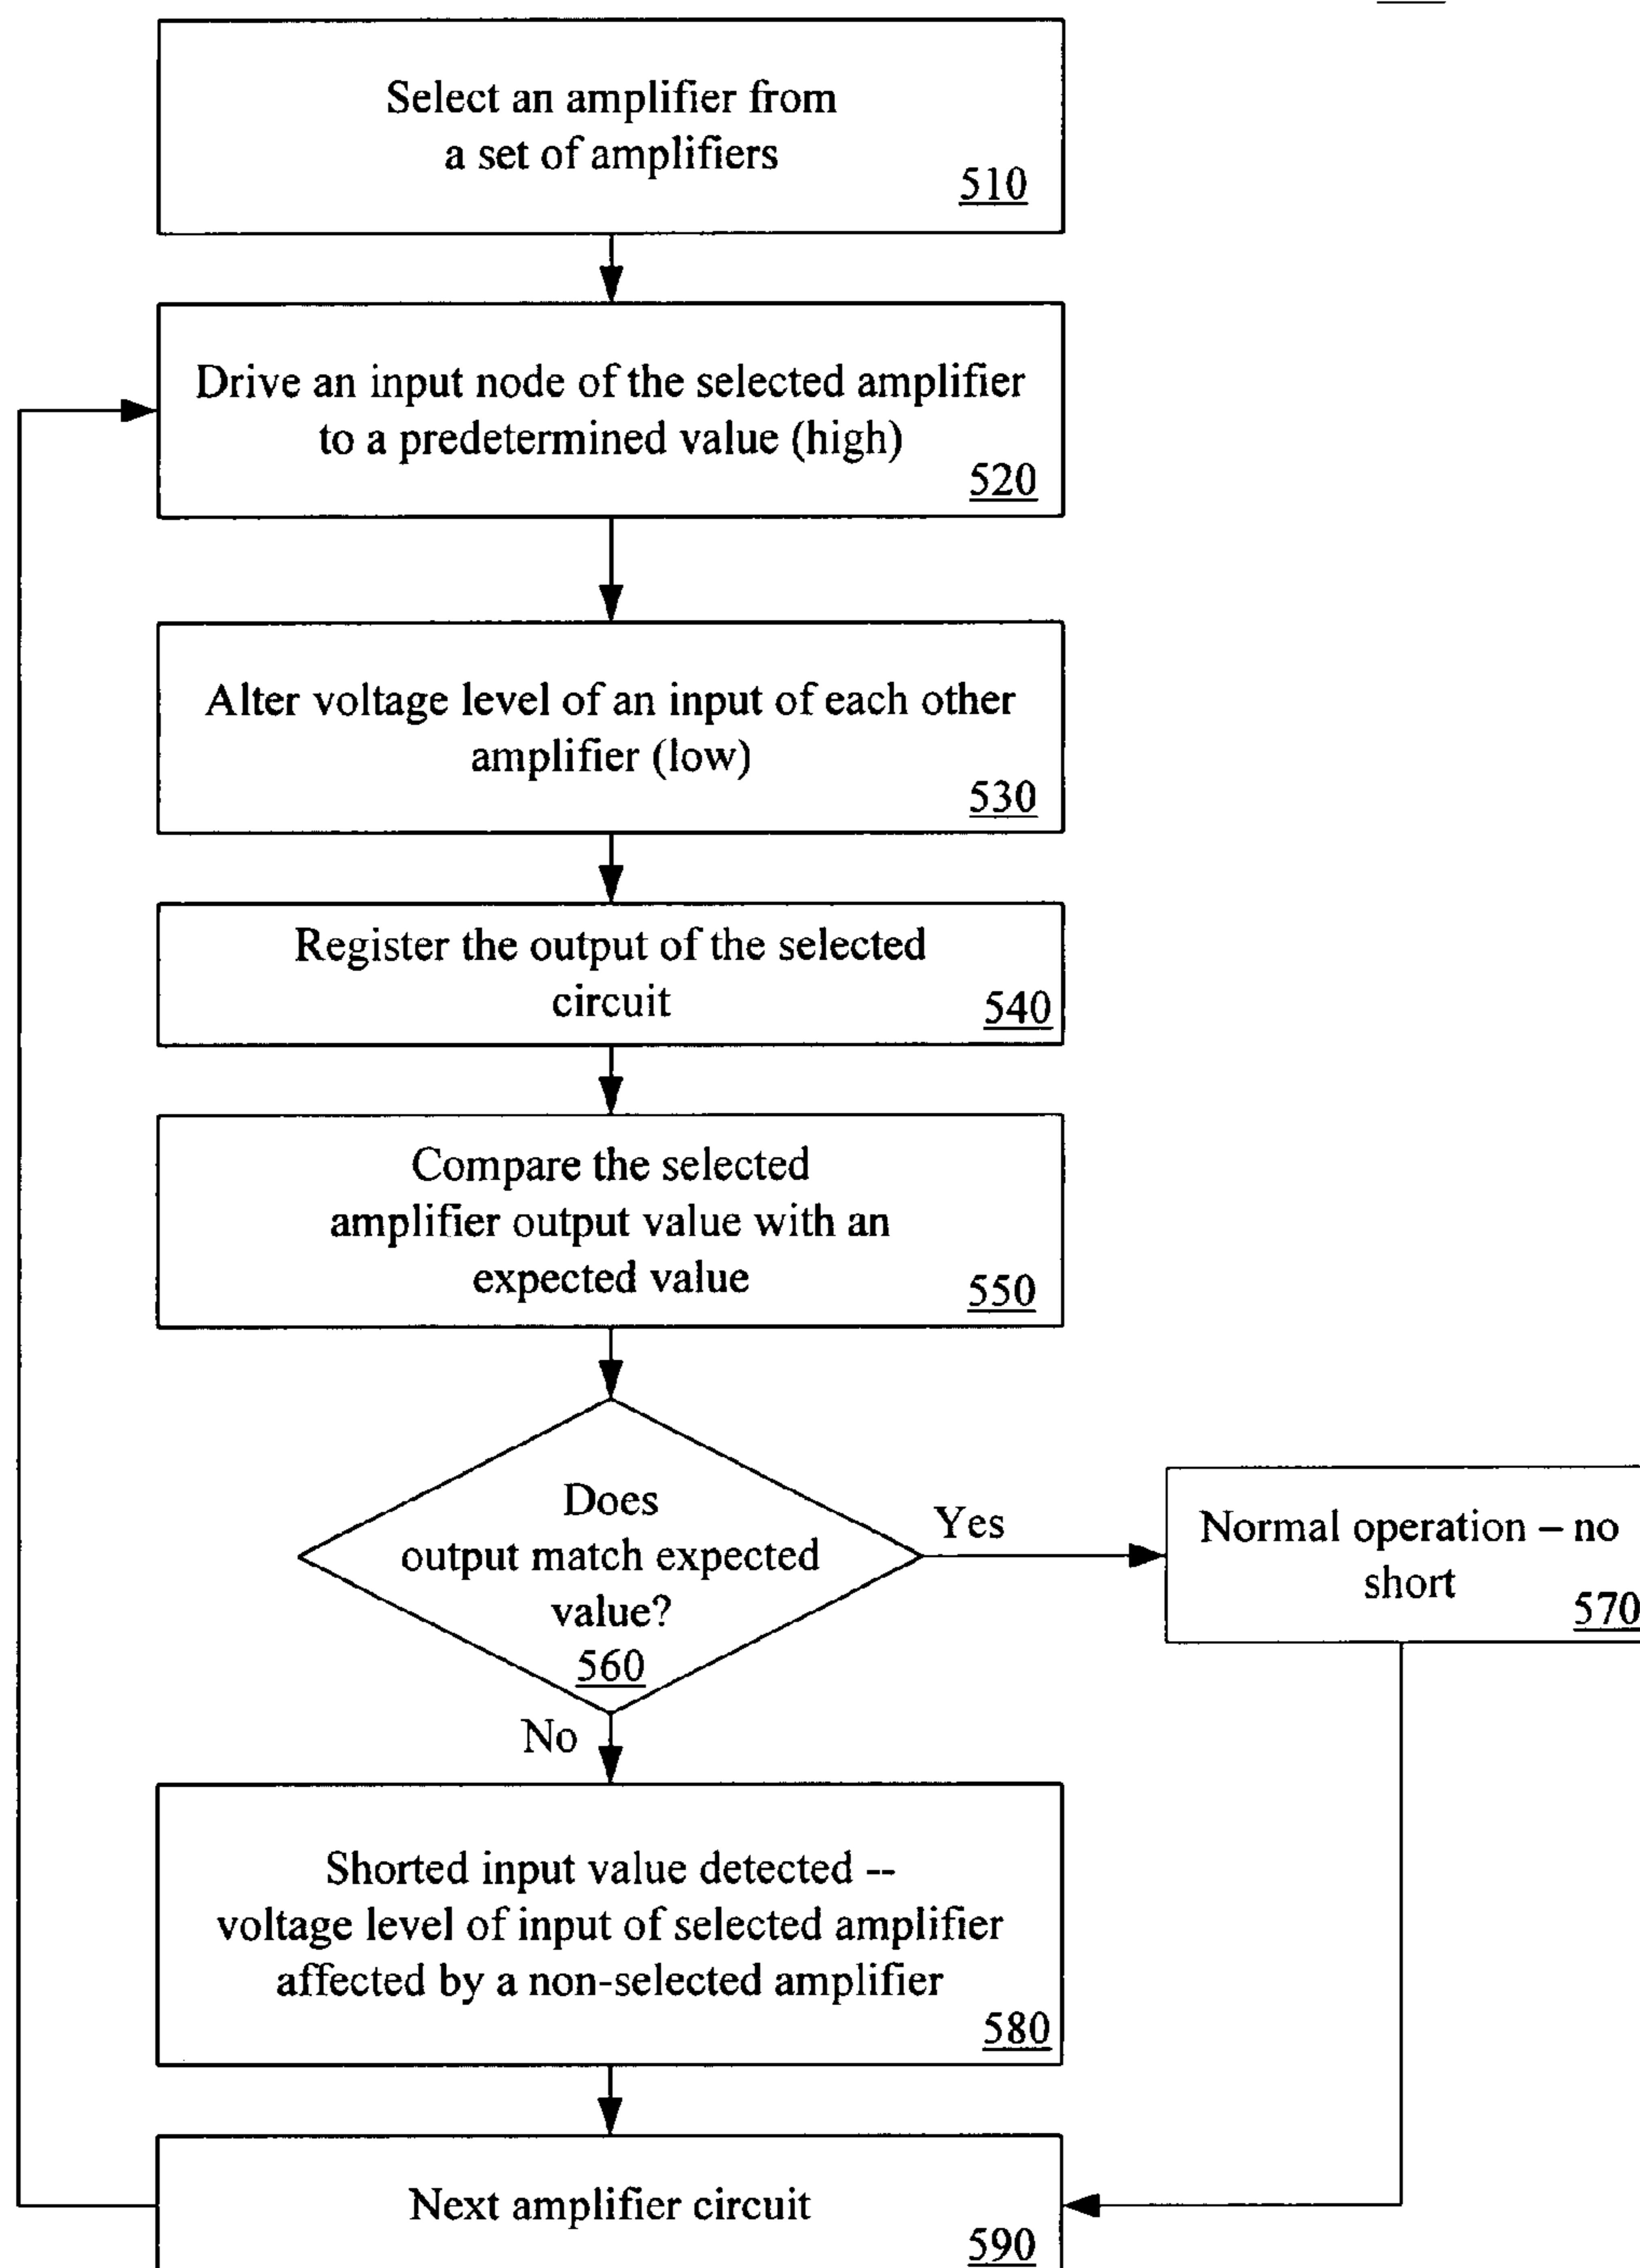 Select an amplifier from
a set of amplifiers
510
Drive an input node of the selected amplifier
to a predetermined value (high)
520
Alter voltage level of an input of each other
amplifier (low)
530
Register the output of the selected
circuit
540
Compare the selected
amplifier output value with an
expected value
550
Does
output match expected
value?
560
Yes
Normal operation – no
short
570
No
Shorted input value detected --
voltage level of input of selected amplifier
affected by a non-selected amplifier
580
Next amplifier circuit
590